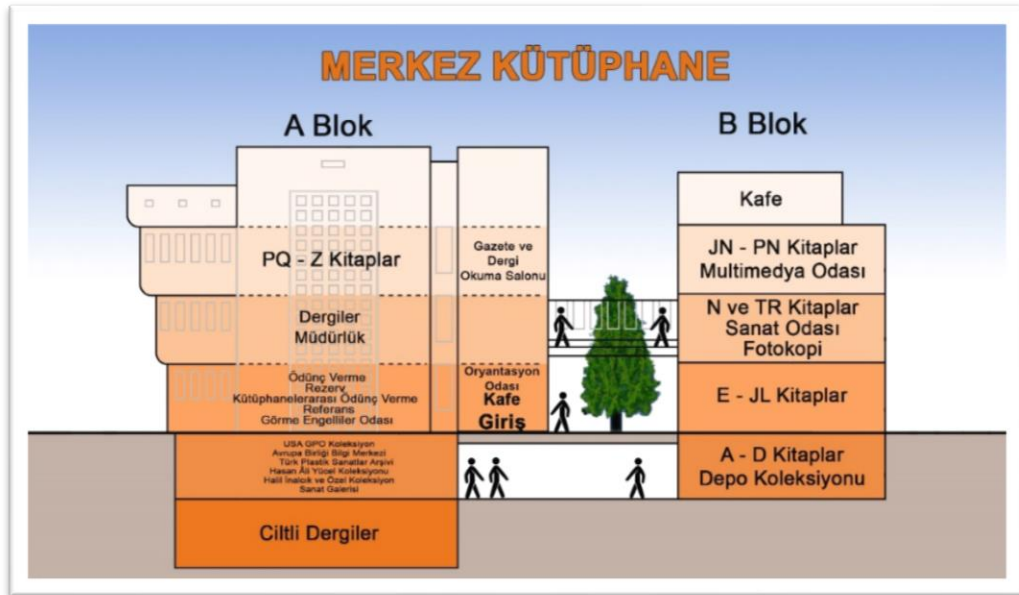 MERKEZ KÜTÜPHANE
A Blok
PQ - Z Kitaplar
Gazete ve
Dergi
Okuma Salonu
Dergiler
Müdürlük
Ödünç Verme
Rezerv
Kütüphanelerarası Ödünç Verme
Referans
Görme Engelliler Odası
Oryantasyon
Odası
Kafe
Giriş
USA GPO Koleksiyon
Avrupa Birliği Bilgi Merkezi
Türk Plastik Sanatlar Arşivi
Hasan Âli Yücel Koleksiyonu
Halil İnalcık ve Özel Koleksiyon
Sanat Galerisi
Ciltli Dergiler
B Blok
Kafe
JN - PN Kitaplar
Multimedya Odası
N ve TR Kitaplar
Sanat Odası
Fotokopi
E - JL Kitaplar
A - D Kitaplar
Depo Koleksiyonu